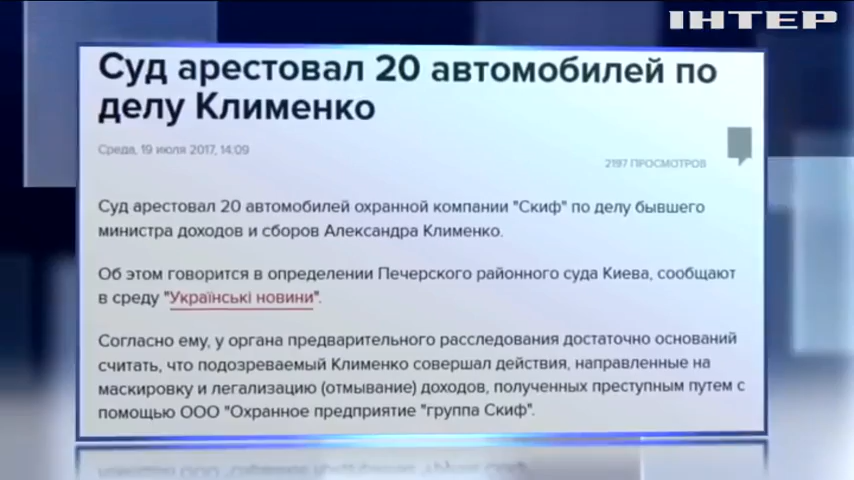 ІНТЕР
Суд арестовал 20 автомобилей по
делу Клименко
Среда, 19 июля 2017, 14:09
2197 ПРОСМОТРОВ
Суд арестовал 20 автомобилей охранной компании "Скиф" по делу бывшего
министра доходов и сборов Александра Клименко.
Об этом говорится в определении Печерского районного суда Киева, сообщают
в среду "Українські новини".
Согласно ему, у органа предварительного расследования достаточно оснований
считать, что подозреваемый Клименко совершал действия, направленные на
маскировку и легализацию (отмывание) доходов, полученных преступным путем с
помощью ООО "Охранное предприятие "группа Скиф".